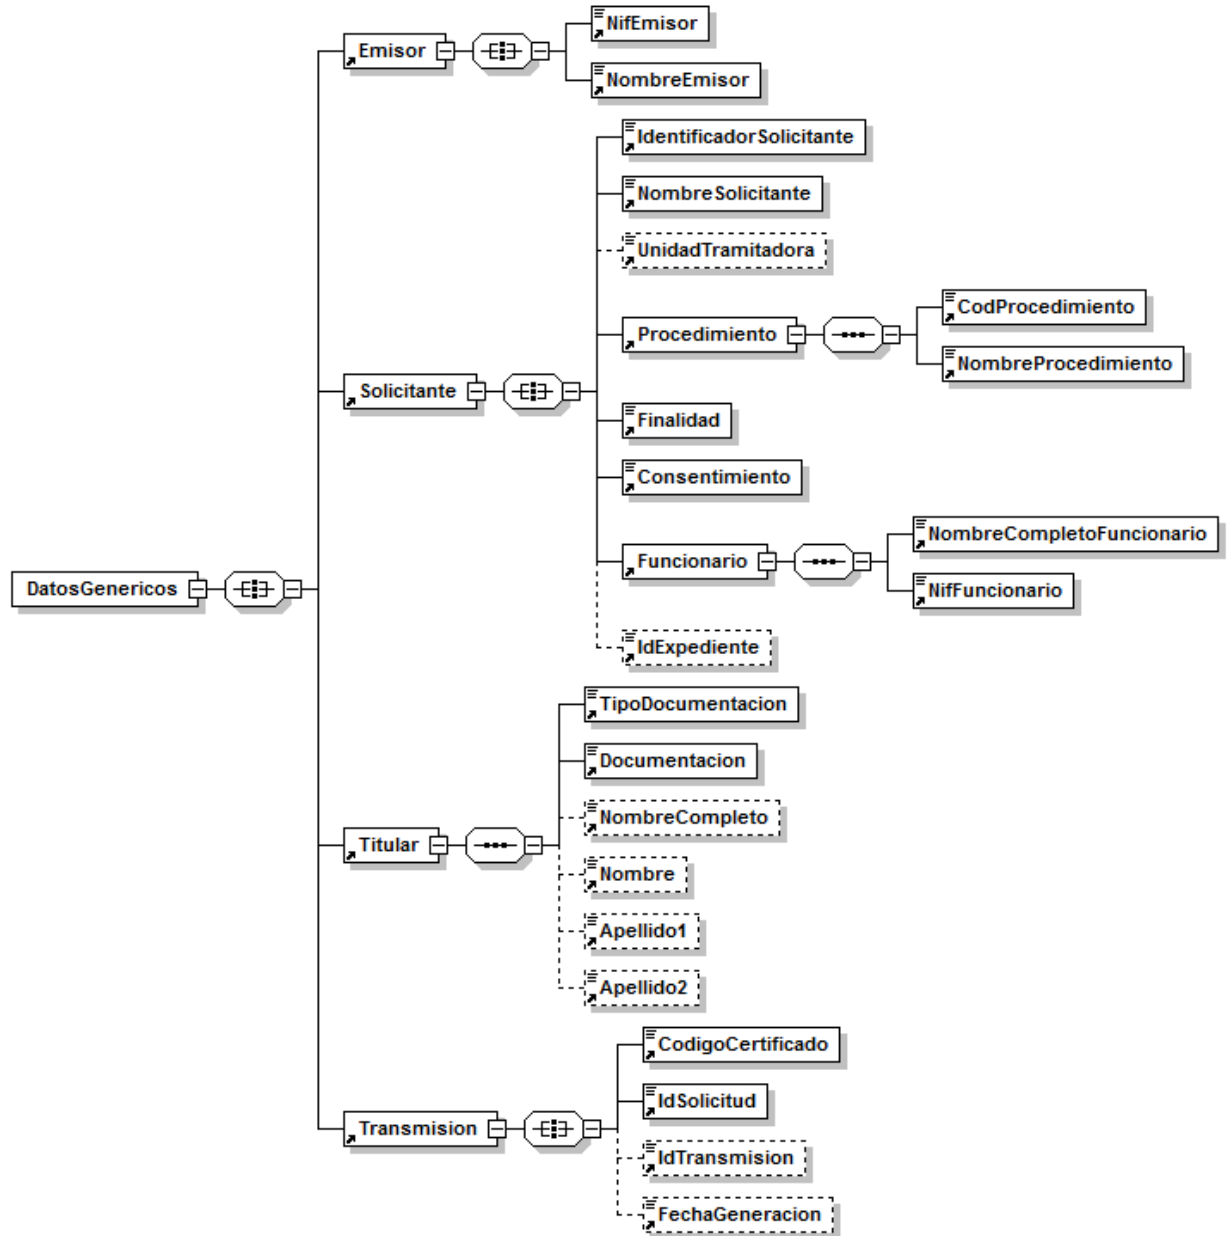 Emisor
NifEmisor
NombreEmisor
IdentificadorSolicitante
NombreSolicitante
UnidadTramitadora
Procedimiento
CodProcedimiento
NombreProcedimiento
Solicitante
Finalidad
Consentimiento
Funcionario
NombreCompletoFuncionario
NifFuncionario
DatosGenericos
IdExpediente
TipoDocumentacion
Documentacion
NombreCompleto
Titular
Nombre
Apellido1
Apellido2
CodigoCertificado
IdSolicitud
Transmision
IdTransmision
FechaGeneracion